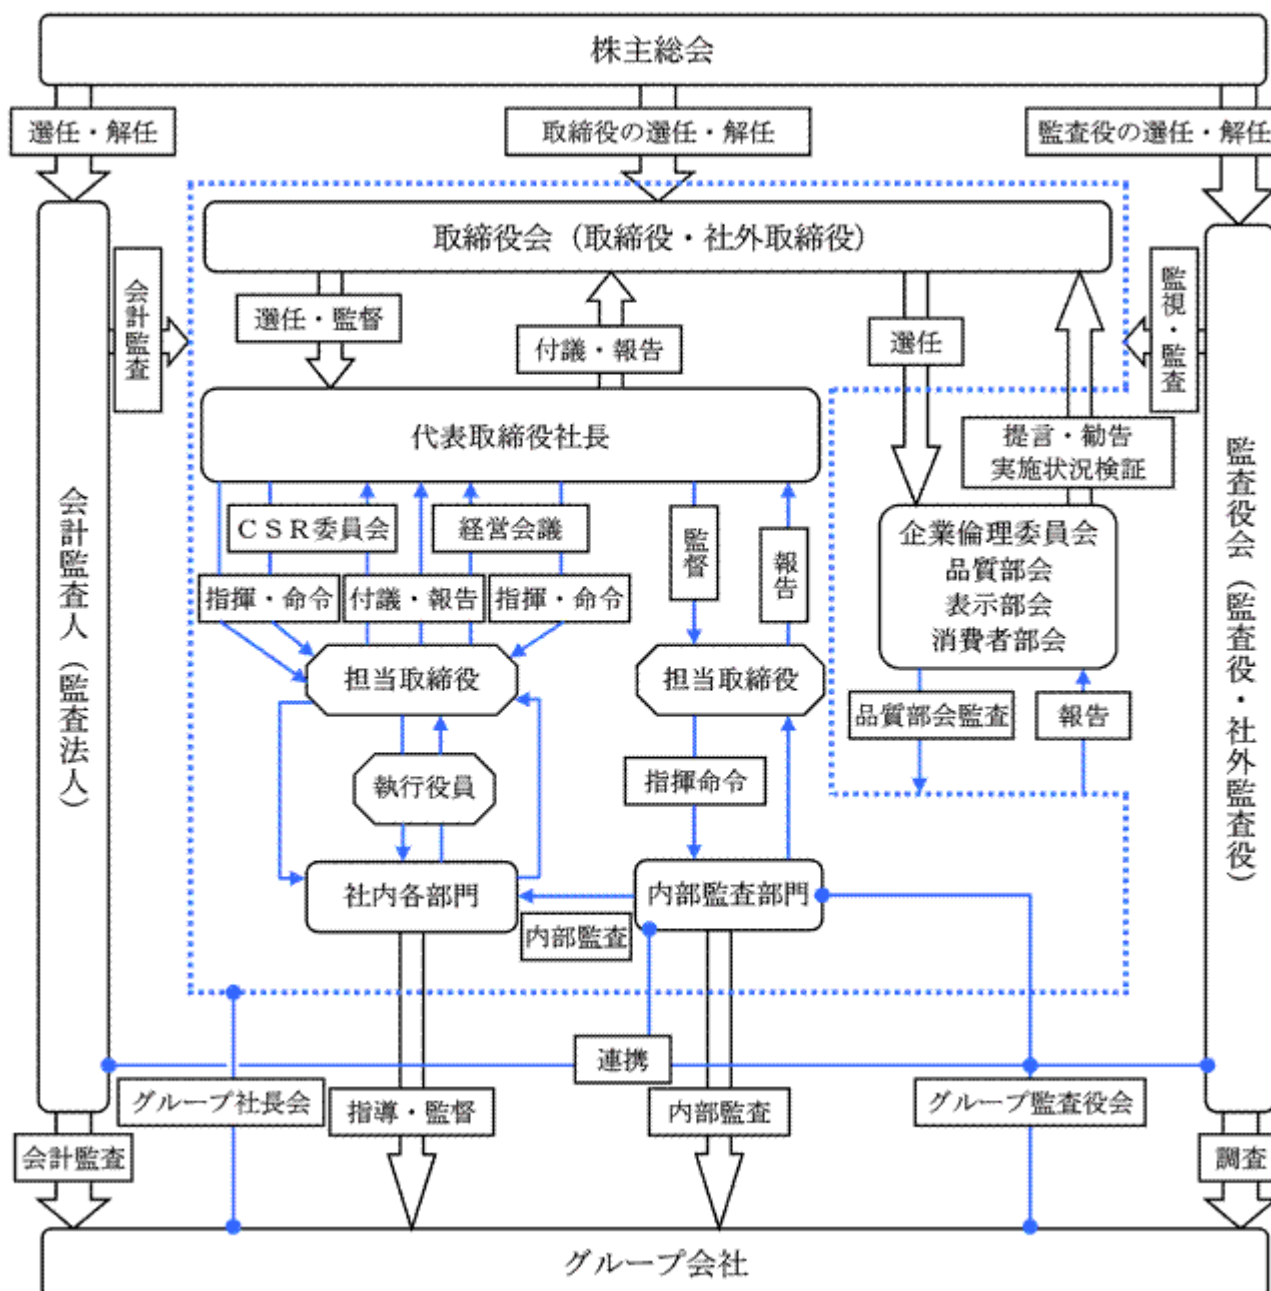 株主総会
選任・解任
取締役の選任・解任
監査役の選任・解任
取締役会（取締役・社外取締役）
会計監査
選任・監督
付議・報告
選任
監視・監査
代表取締役社長
提言・勧告
実施状況検証
会計監査人（監査法人）
監査役会（監査役・社外監査役）
ＣＳＲ委員会
経営会議
監督
報告
企業倫理委員会
品質部会
表示部会
消費者部会
指揮・命令
付議・報告
指揮・命令
担当取締役
担当取締役
品質部会監査
報告
執行役員
指揮命令
社内各部門
内部監査部門
内部監査
連携
グループ社長会
指導・監督
内部監査
グループ監査役会
会計監査
調査
グループ会社